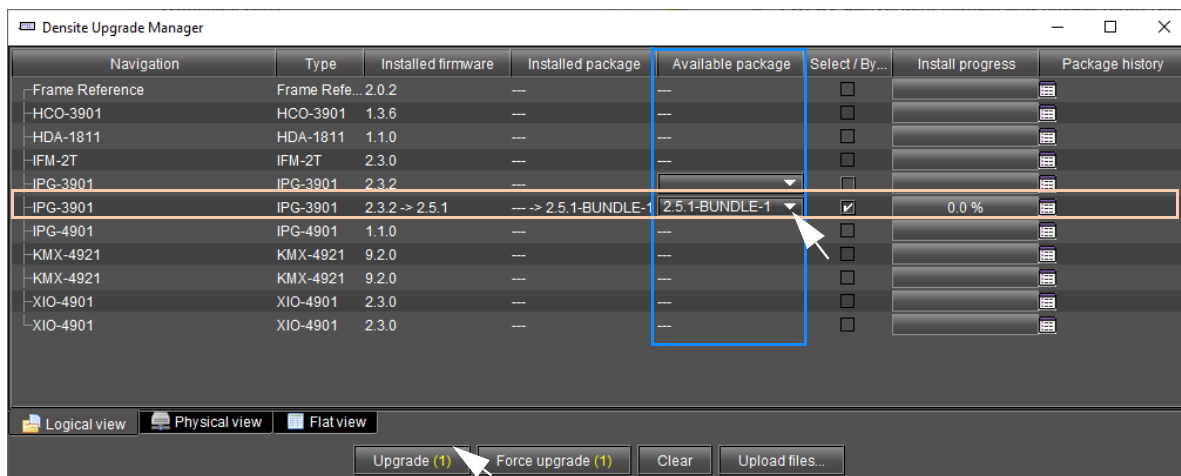 Densite Upgrade Manager
Navigation Type Installed firmware Installed package Available package Select / By... Install progress Package history
Frame Reference Frame Refe... 2.0.2 --- ---
HCO-3901 HCO-3901 1.3.6 --- ---
HDA-1811 HDA-1811 1.1.0 --- ---
IFM-2T IFM-2T 2.3.0 --- ---
IPG-3901 IPG-3901 2.3.2 ---
IPG-3901 IPG-3901 2.3.2 -> 2.5.1 --- -> 2.5.1-BUNDLE-1 2.5.1-BUNDLE-1 0.0 %
IPG-4901 IPG-4901 1.1.0 --- ---
KMX-4921 KMX-4921 9.2.0 --- ---
KMX-4921 KMX-4921 9.2.0 --- ---
XIO-4901 XIO-4901 2.3.0 --- ---
XIO-4901 XIO-4901 2.3.0 --- ---
Logical view Physical view Flat view
Upgrade (1) Force upgrade (1) Clear Upload files...